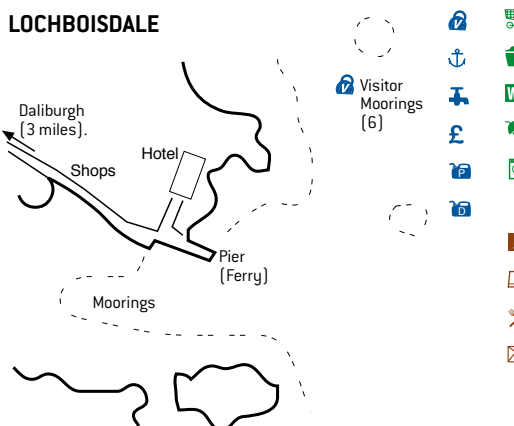 LOCHBOISDALE
Visitor
Moorings
(6)
Daliburgh
(3 miles).
Hotel
Shops
Pier
(Ferry)
Moorings
V
V
£
P
D